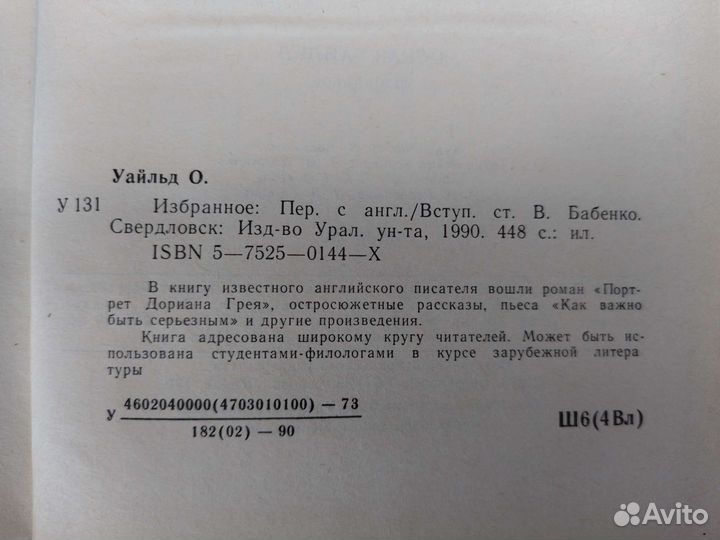 Уайльд О.
У 131 Избранное: Пер. с англ./Вступ. ст. В. Бабенко.
Свердловск: Изд-во Урал. ун-та, 1990. 448 с.: ил.
ISBN 5—7525—0144—X
В книгу известного английского писателя вошли роман «Порт-
рет Дориана Грея», остросюжетные рассказы, пьеса «Как важно
быть серьезным» и другие произведения.
Книга адресована широкому кругу читателей. Может быть ис-
пользована студентами-филологами в курсе зарубежной литера
туры
У 4602040000(4703010100) — 73
182(02) — 90
Ш6(4Вл)
Avito